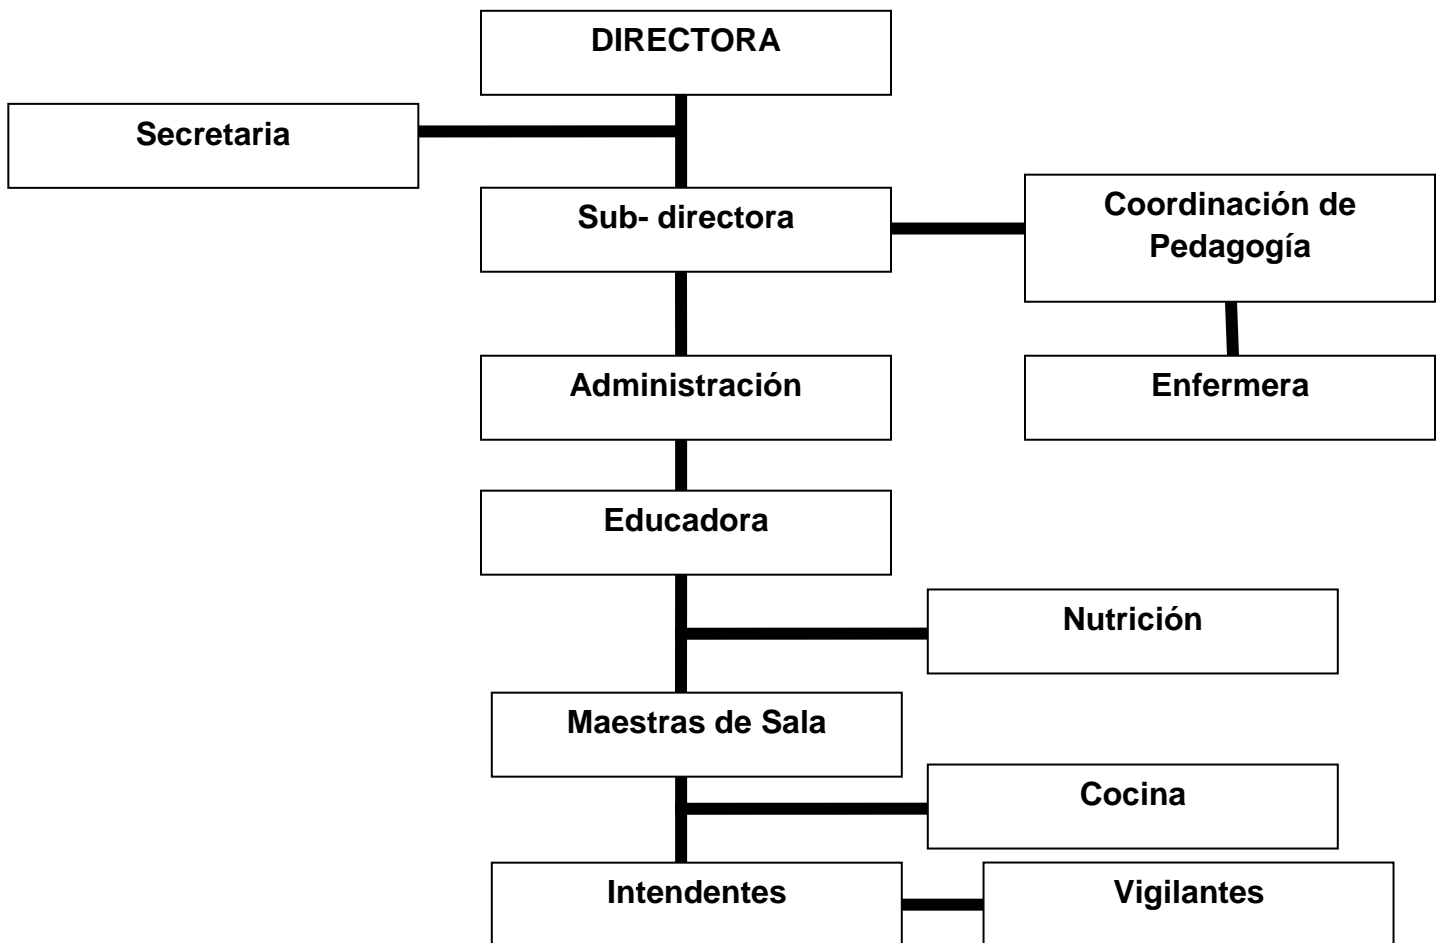 DIRECTORA
Secretaria
Sub- directora
Coordinación de
Pedagogía
Administración
Enfermera
Educadora
Nutrición
Maestras de Sala
Cocina
Intendentes
Vigilantes